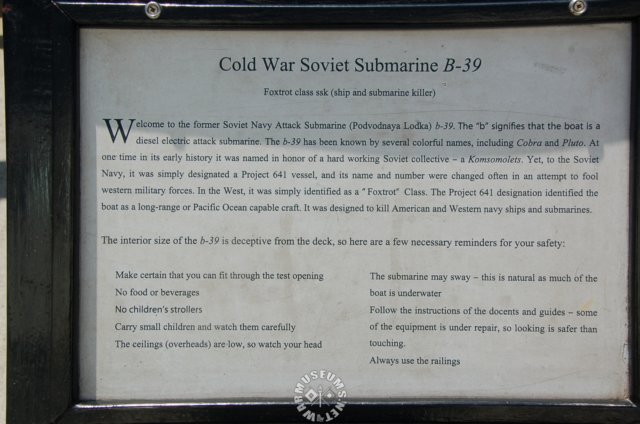 Cold War Soviet Submarine B-39
Foxtrot class ssk (ship and submarine killer)
Welcome to the former Soviet Navy Attack Submarine (Podvodnaya Lodka) b-39. The "b" signifies that the boat is a
diesel electric attack submarine. The b-39 has been known by several colorful names, including Cobra and Pluto. At
one time in its early history it was named in honor of a hard working Soviet collective – a Komsomolets. Yet, to the Soviet
Navy, it was simply designated a Project 641 vessel, and its name and number were changed often in an attempt to fool
western military forces. In the West, it was simply identified as a "Foxtrot" Class. The Project 641 designation identified the
boat as a long-range or Pacific Ocean capable craft. It was designed to kill American and Western navy ships and submarines.
The interior size of the b-39 is deceptive from the deck, so here are a few necessary reminders for your safety:
Make certain that you can fit through the test opening
No food or beverages
No children's strollers
Carry small children and watch them carefully
The ceilings (overheads) are low, so watch your head
The submarine may sway – this is natural as much of the
boat is underwater
Follow the instructions of the docents and guides – some
of the equipment is under repair, so looking is safer than
touching.
Always use the railings
WARMUSEUMS.NET